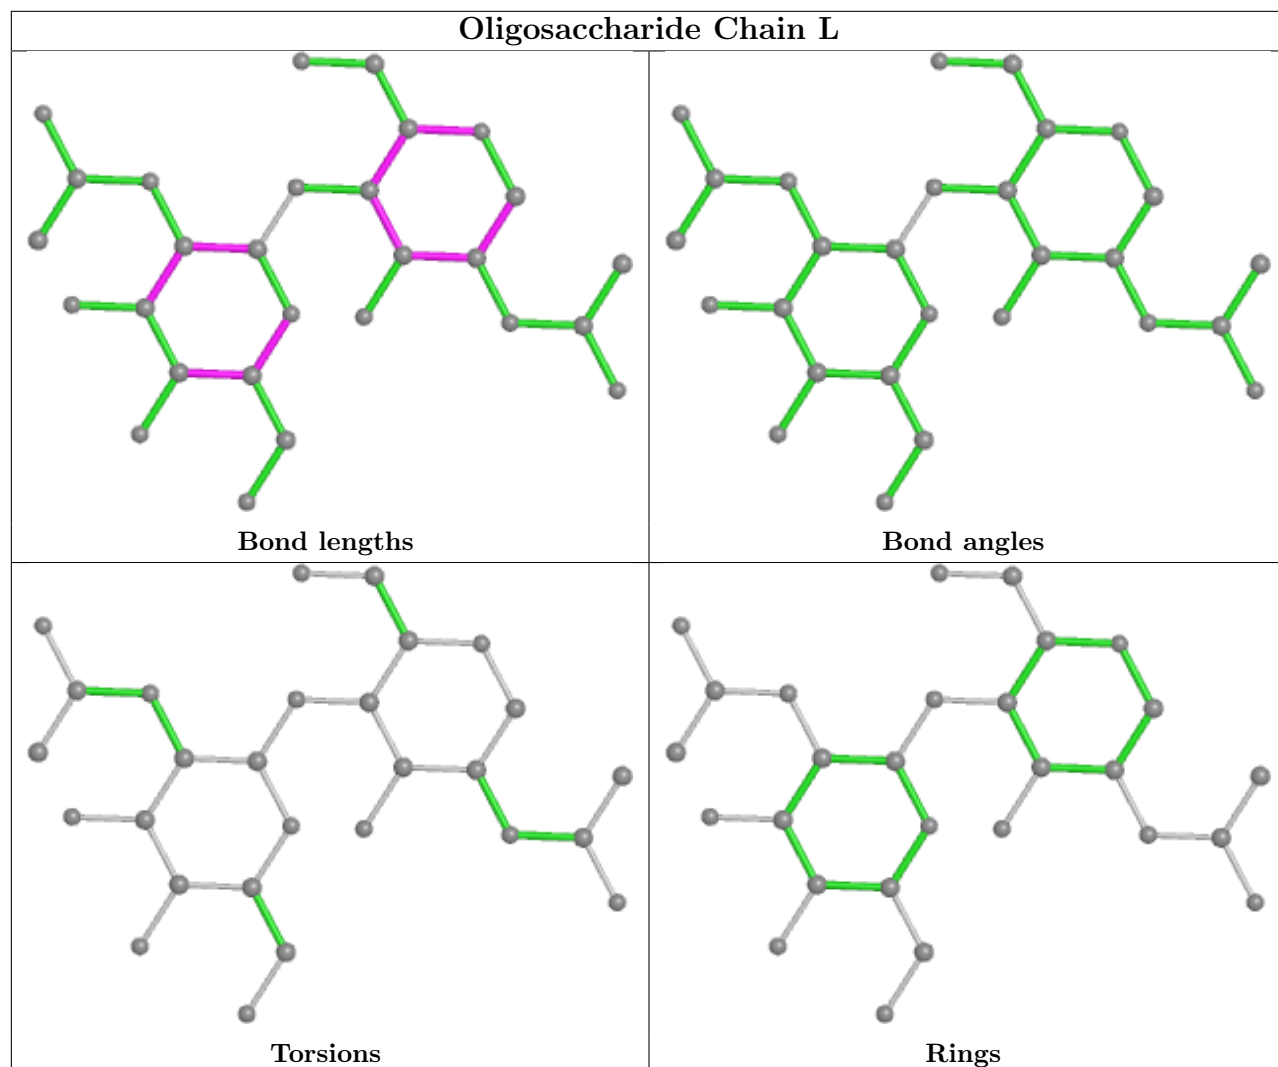 Oligosaccharide Chain L
Bond lengths
Bond angles
Torsions
Rings